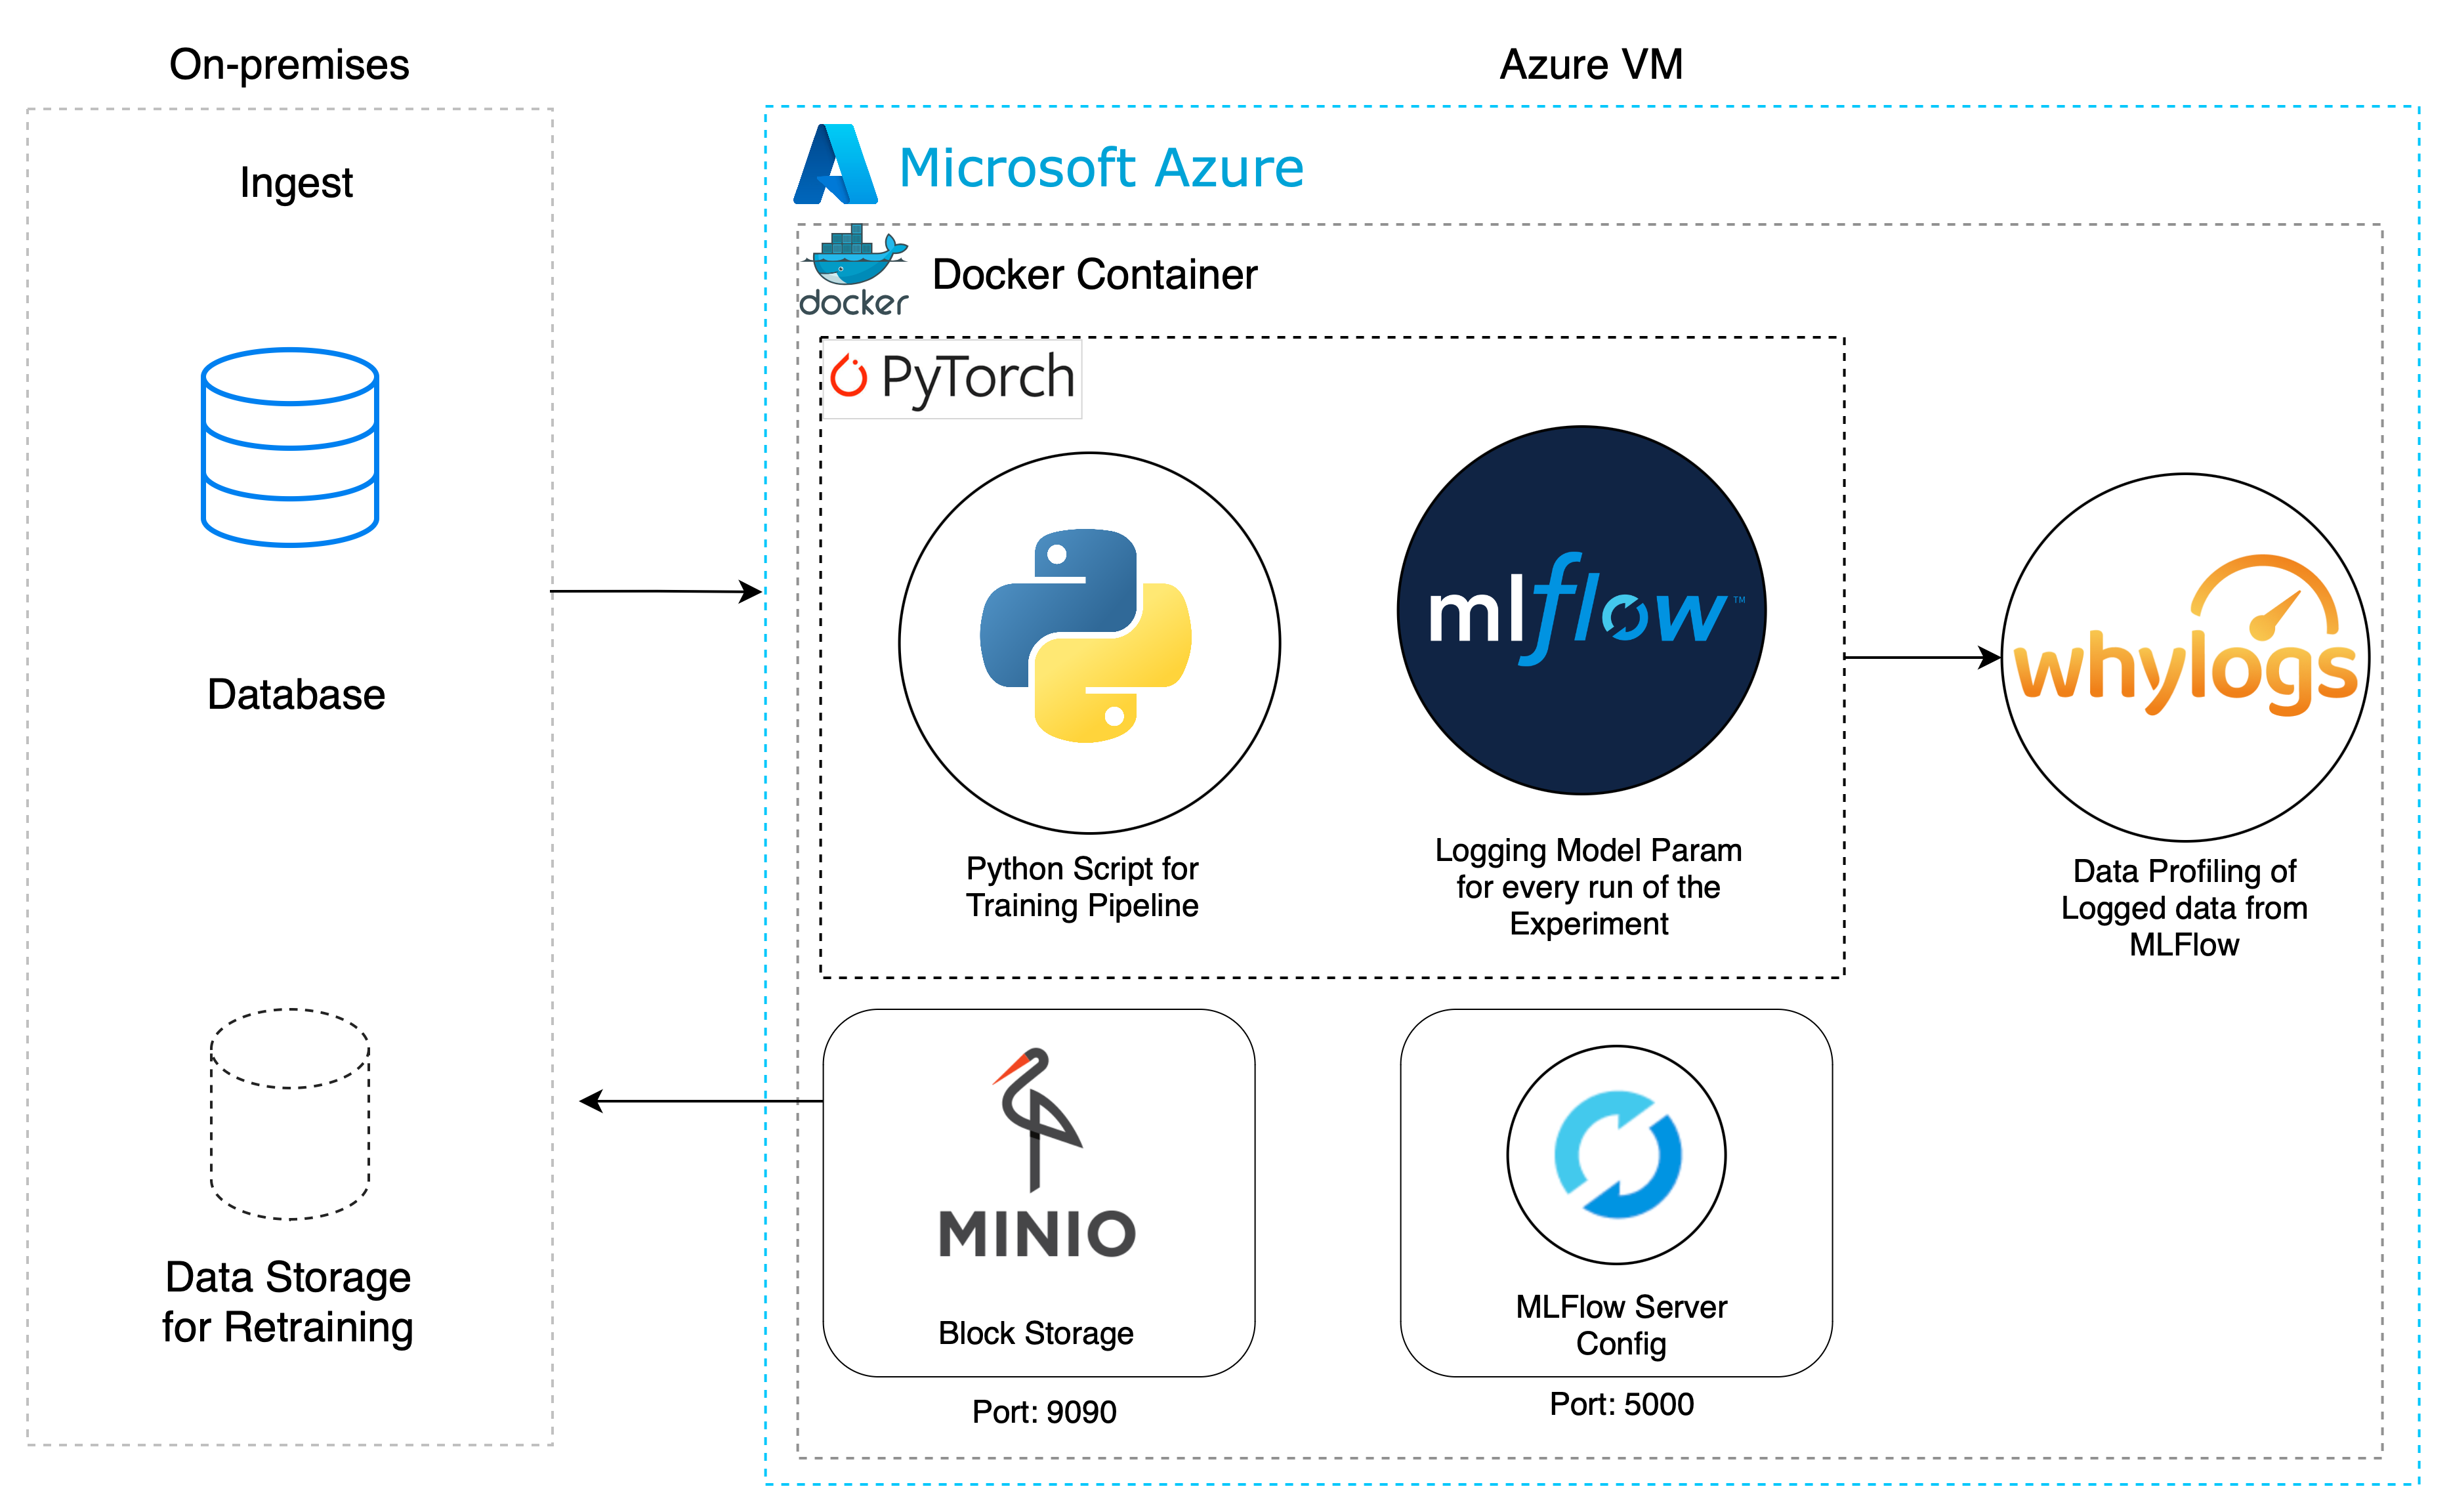 On-premises
Ingest
Database
Data Storage
for Retraining
Azure VM
Microsoft Azure
docker
Docker Container
PyTorch
Python Script for
Training Pipeline
mlflow™
Logging Model Param
for every run of the
Experiment
whylogs
Data Profiling of
Logged data from
MLFlow
MINIO
Block Storage
Port: 9090
MLFlow Server
Config
Port: 5000